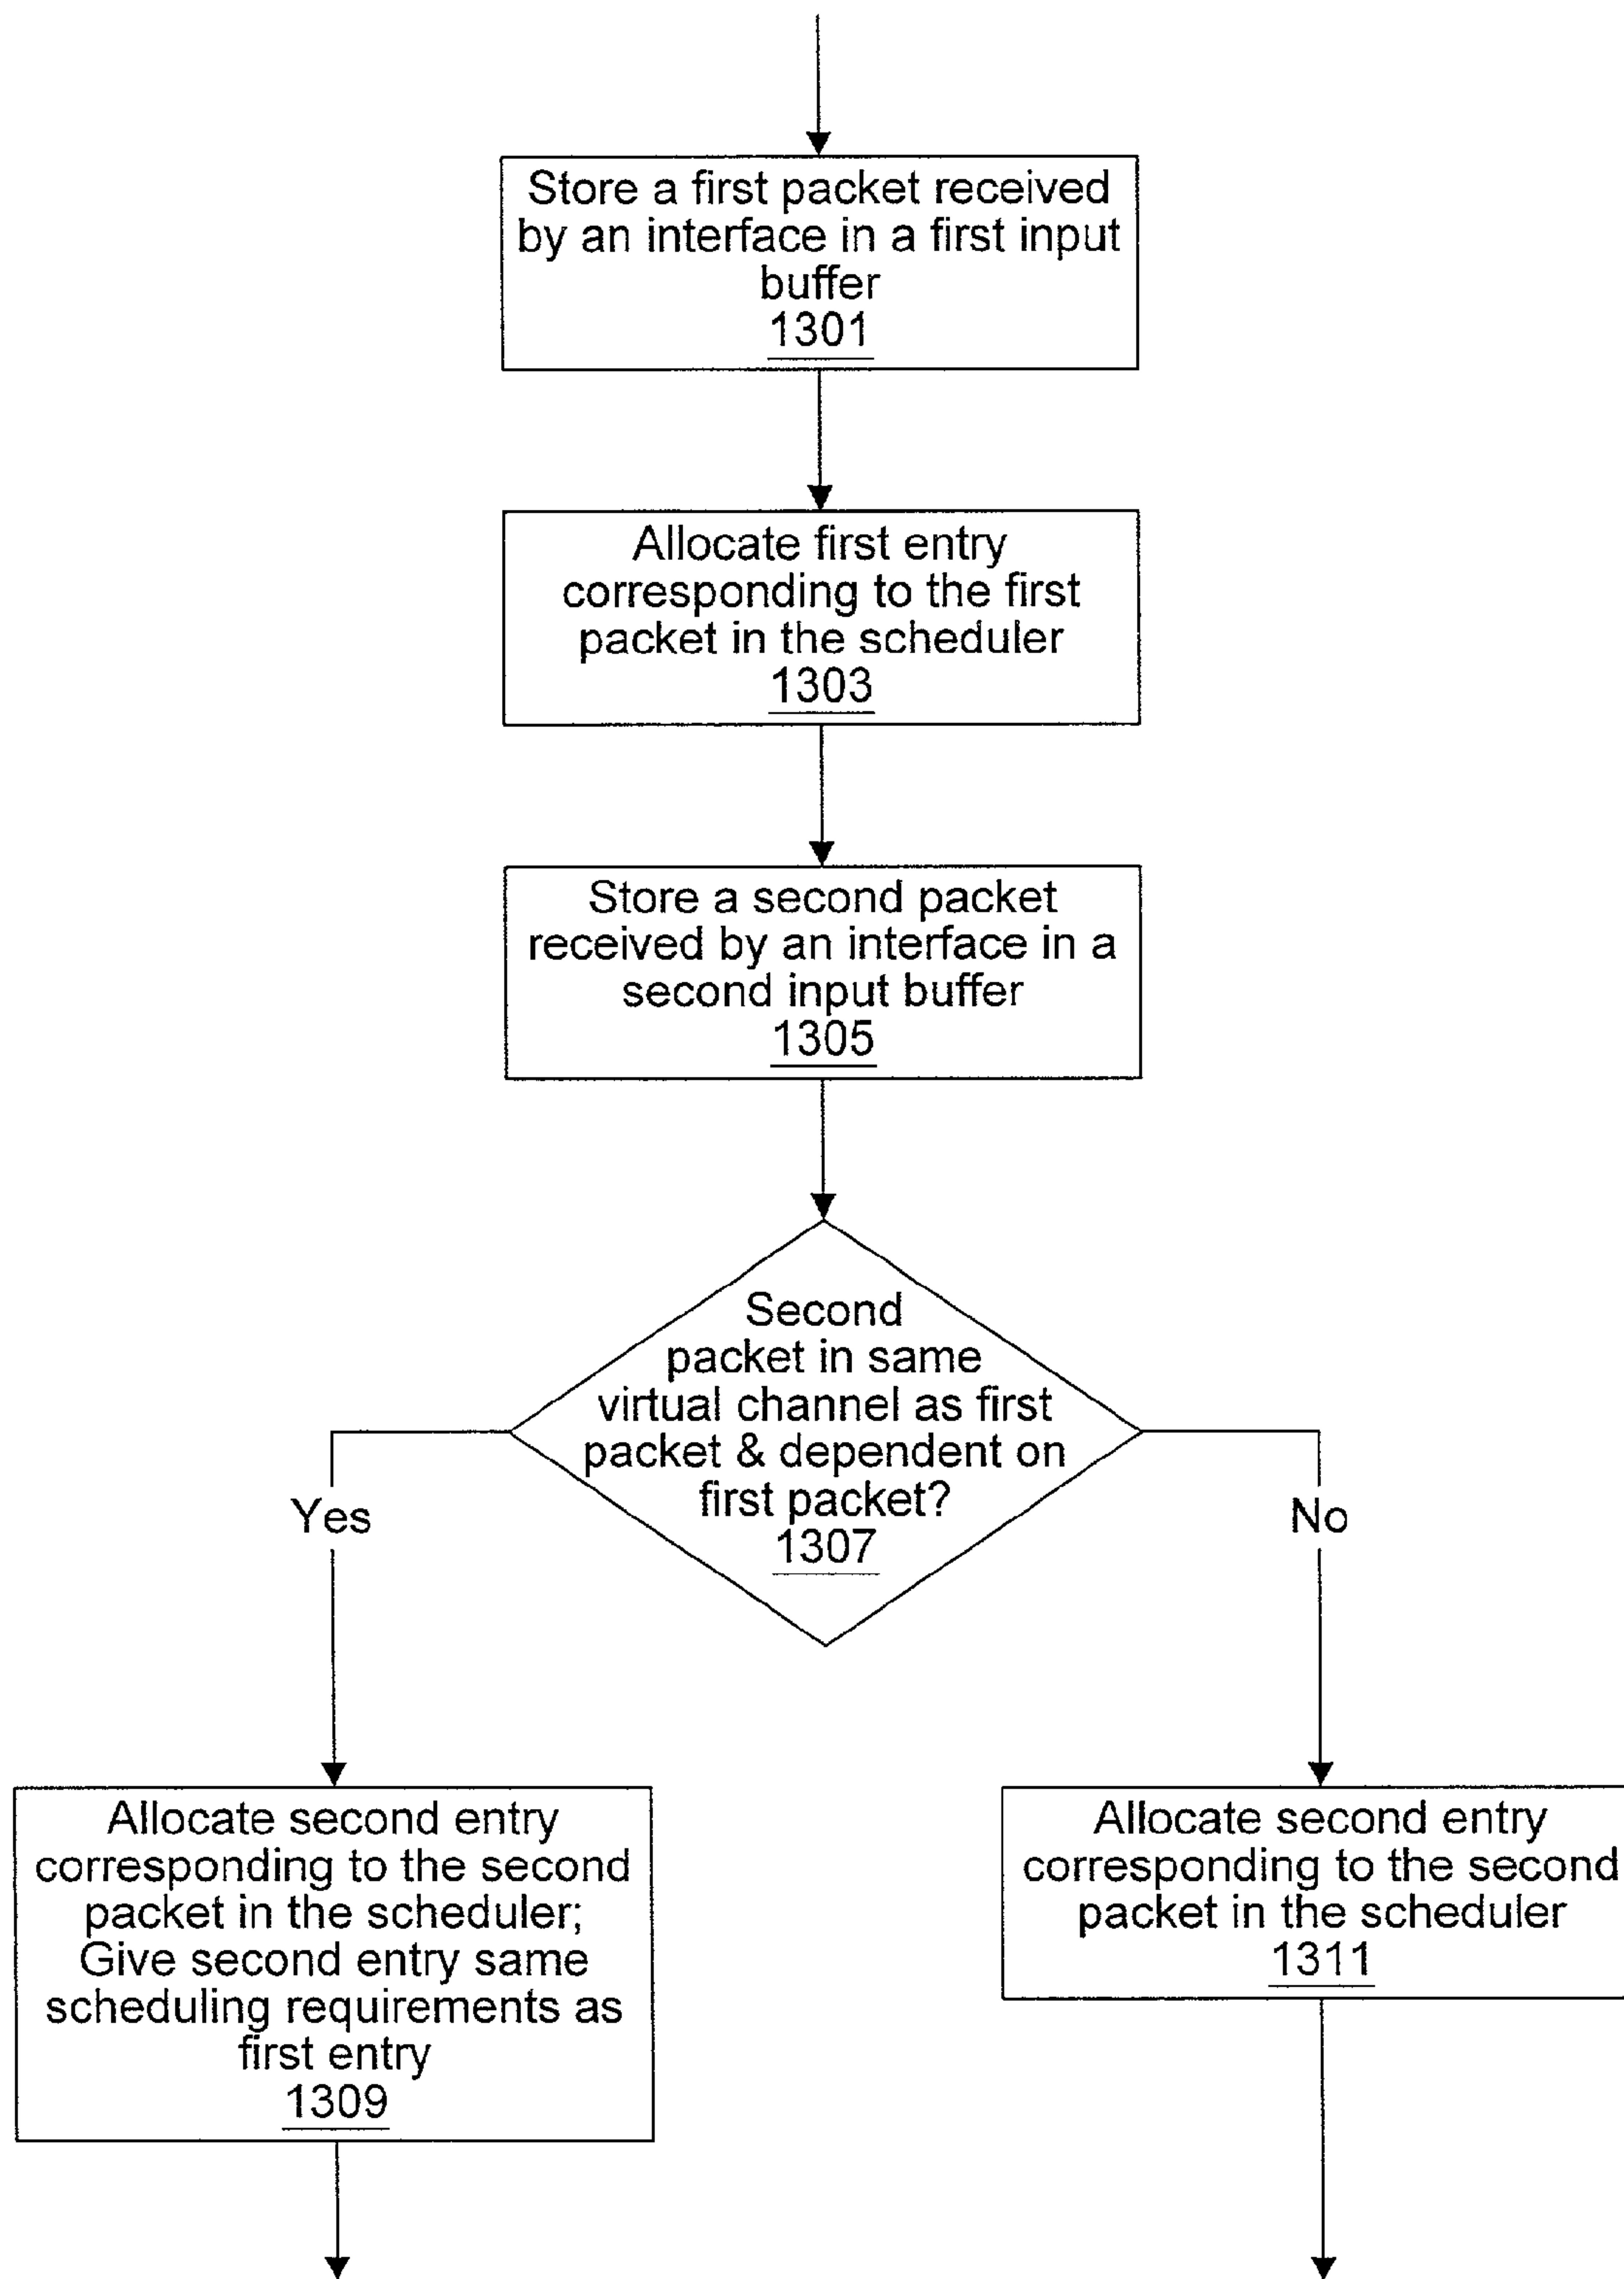 Store a first packet received
by an interface in a first input
buffer
1301
Allocate first entry
corresponding to the first
packet in the scheduler
1303
Store a second packet
received by an interface in a
second input buffer
1305
Second
packet in same
virtual channel as first
packet & dependent on
first packet?
1307
Yes
No
Allocate second entry
corresponding to the second
packet in the scheduler;
Give second entry same
scheduling requirements as
first entry
1309
Allocate second entry
corresponding to the second
packet in the scheduler
1311